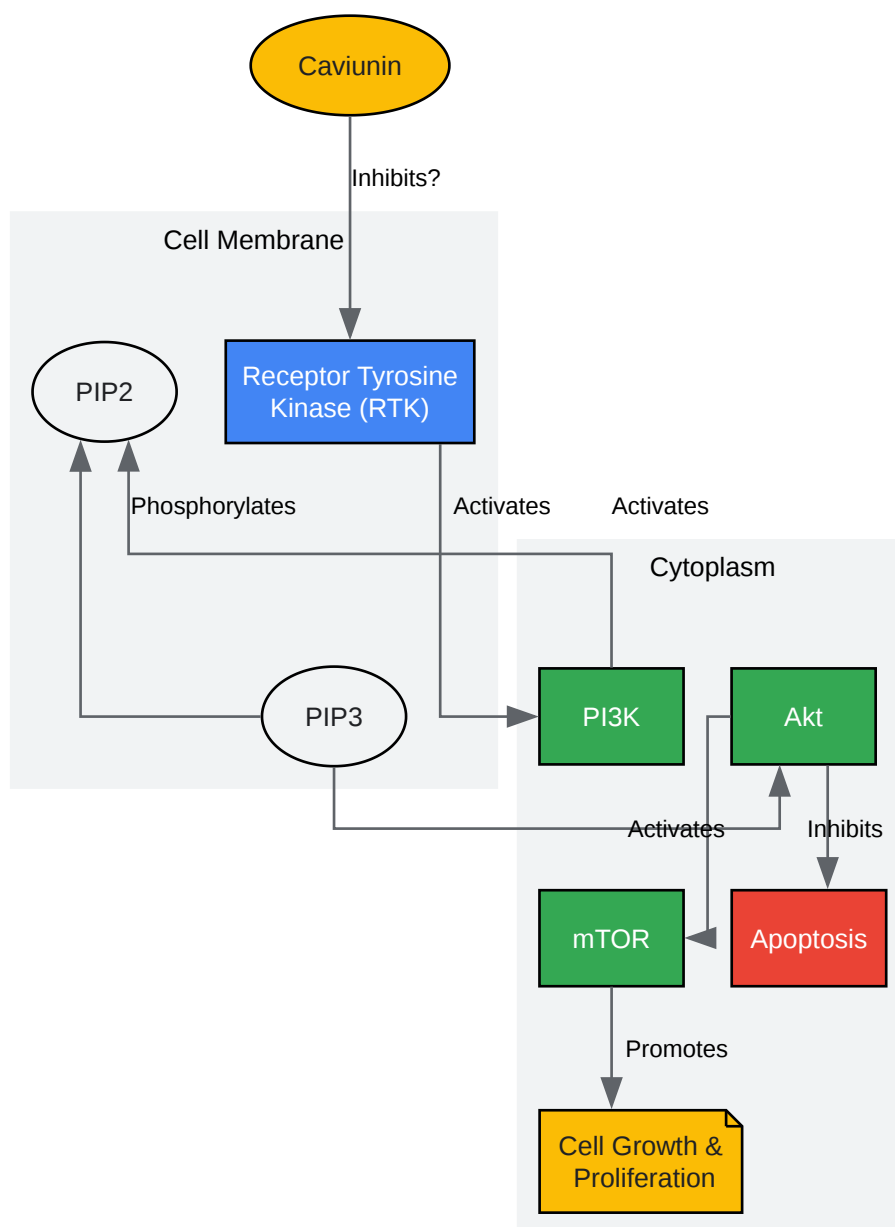 Caviunin
Inhibits?
Cell Membrane
PIP2
Receptor Tyrosine
Kinase (RTK)
Phosphorylates
Activates
Activates
Cytoplasm
PIP3
PI3K
Akt
Activates
Inhibits
mTOR
Apoptosis
Promotes
Cell Growth &
Proliferation